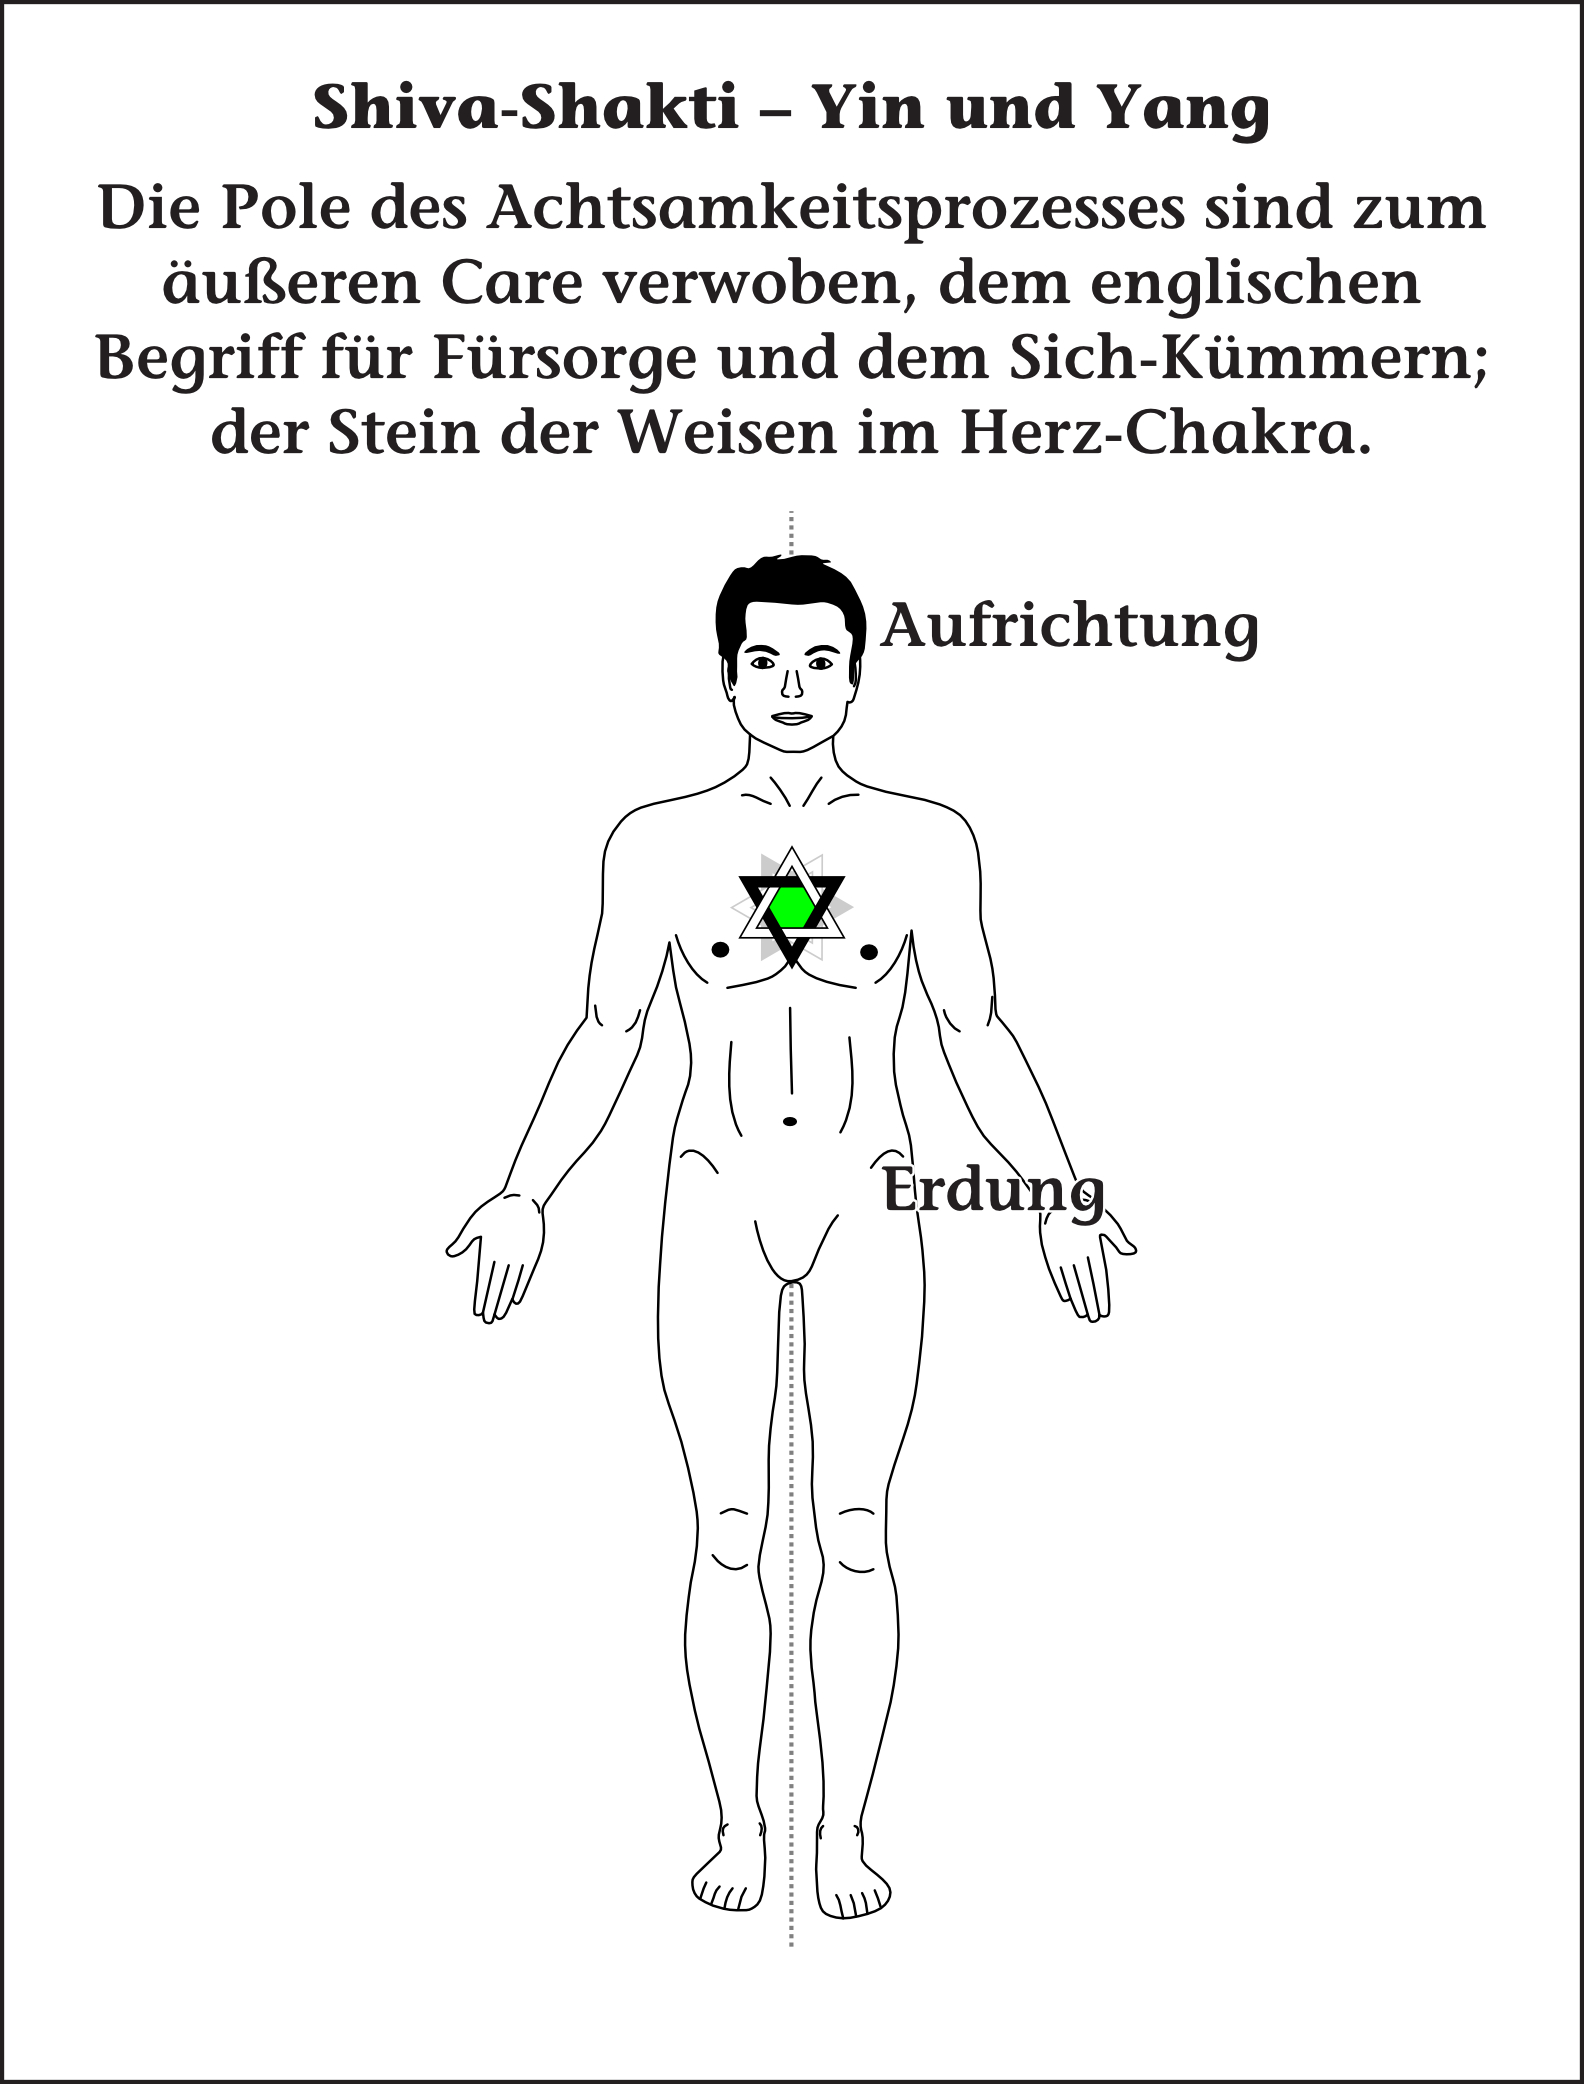 Shiva-Shakti – Yin und Yang
Die Pole des Achtsamkeitsprozesses sind zum
äußeren Care verwoben, dem englischen
Begriff für Fürsorge und dem Sich-Kümmern;
der Stein der Weisen im Herz-Chakra.
Aufrichtung
Erdung